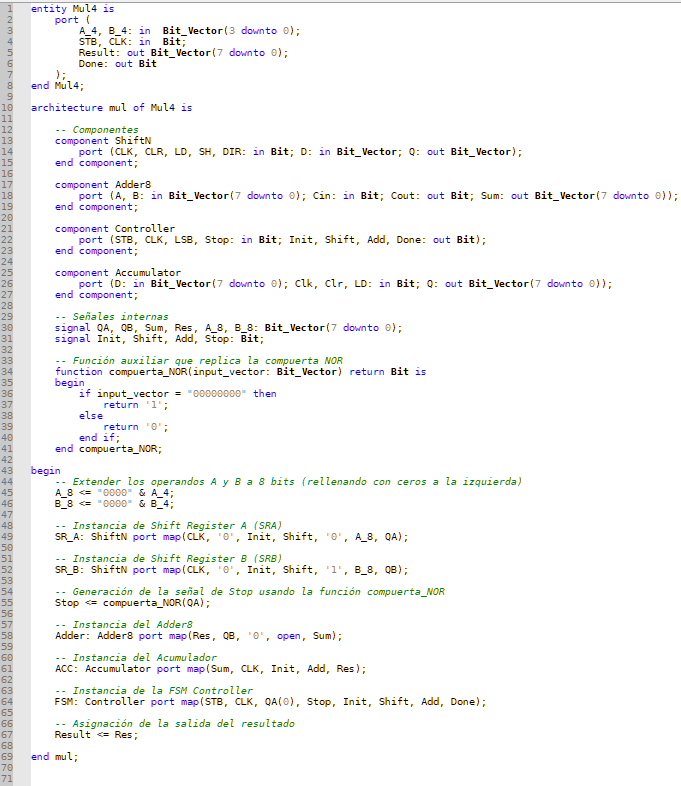 1 entity Mul4 is
2     port (
3         A_4, B_4: in  Bit_Vector(3 downto 0);
4         STB, CLK: in  Bit;
5         Result: out Bit_Vector(7 downto 0);
6         Done: out Bit
7     );
8 end Mul4;
9
10 architecture mul of Mul4 is
11
12     -- Componentes
13     component ShiftN
14         port (CLK, CLR, LD, SH, DIR: in Bit; D: in Bit_Vector; Q: out Bit_Vector);
15     end component;
16
17     component Adder8
18         port (A, B: in Bit_Vector(7 downto 0); Cin: in Bit; Cout: out Bit; Sum: out Bit_Vector(7 downto 0));
19     end component;
20
21     component Controller
22         port (STB, CLK, LSB, Stop: in Bit; Init, Shift, Add, Done: out Bit);
23     end component;
24
25     component Accumulator
26         port (D: in Bit_Vector(7 downto 0); Clk, Clr, LD: in Bit; Q: out Bit_Vector(7 downto 0));
27     end component;
28
29     -- Señales internas
30     signal QA, QB, Sum, Res, A_8, B_8: Bit_Vector(7 downto 0);
31     signal Init, Shift, Add, Stop: Bit;
32
33     -- Función auxiliar que replica la compuerta NOR
34     function compuerta_NOR(input_vector: Bit_Vector) return Bit is
35     begin
36         if input_vector = "00000000" then
37             return '1';
38         else
39             return '0';
40         end if;
41     end compuerta_NOR;
42
43 begin
44     -- Extender los operandos A y B a 8 bits (rellenando con ceros a la izquierda)
45     A_8 <= "0000" & A_4;
46     B_8 <= "0000" & B_4;
47
48     -- Instancia de Shift Register A (SRA)
49     SR_A: ShiftN port map(CLK, '0', Init, Shift, '0', A_8, QA);
50
51     -- Instancia de Shift Register B (SRB)
52     SR_B: ShiftN port map(CLK, '0', Init, Shift, '1', B_8, QB);
53
54     -- Generación de la señal de Stop usando la función compuerta_NOR
55     Stop <= compuerta_NOR(QA);
56
57     -- Instancia del Adder8
58     Adder: Adder8 port map(Res, QB, '0', open, Sum);
59
60     -- Instancia del Acumulador
61     ACC: Accumulator port map(Sum, CLK, Init, Add, Res);
62
63     -- Instancia de la FSM Controller
64     FSM: Controller port map(STB, CLK, QA(0), Stop, Init, Shift, Add, Done);
65
66     -- Asignación de la salida del resultado
67     Result <= Res;
68
69 end mul;
70
71